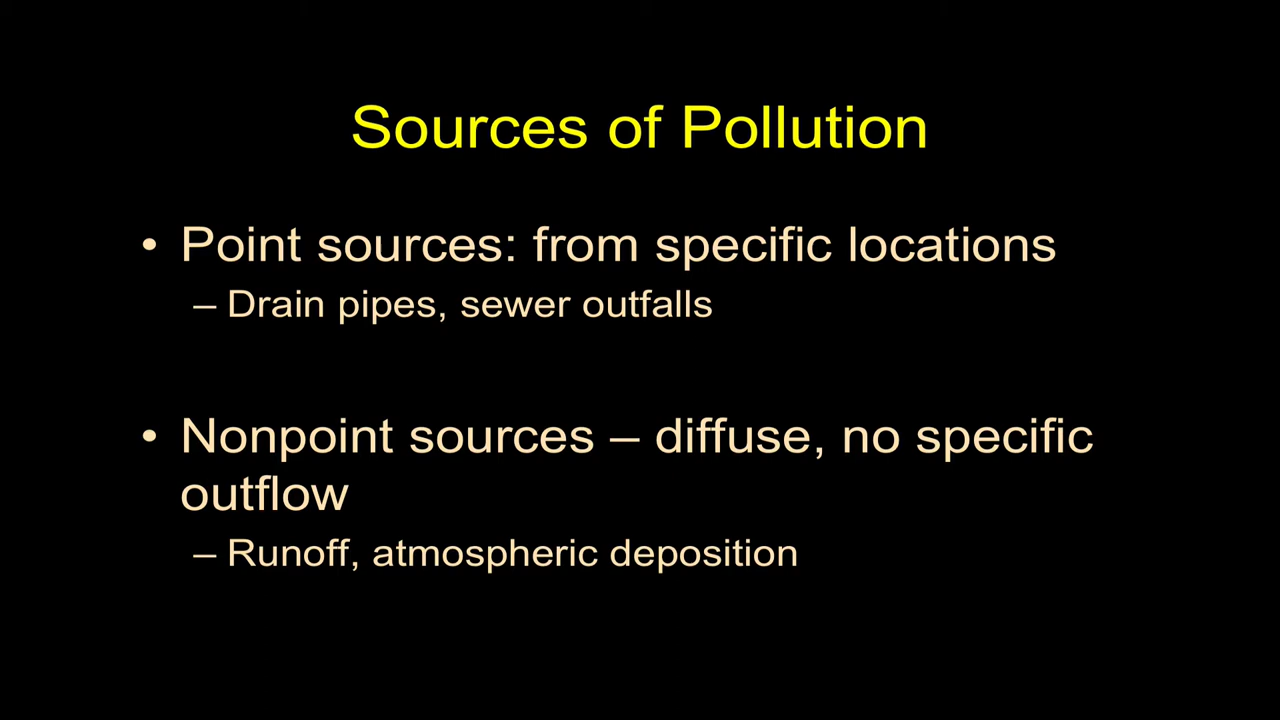 Sources of Pollution
• Point sources: from specific locations
– Drain pipes, sewer outfalls
• Nonpoint sources – diffuse, no specific
outflow
– Runoff, atmospheric deposition